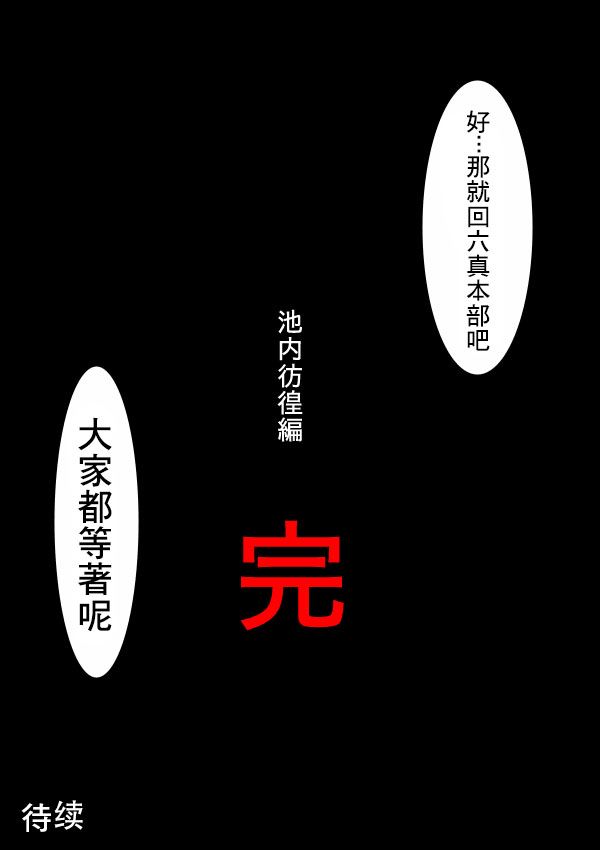 好…那就回六真本部吧
池内彷徨編
完
大家都等著呢
待续